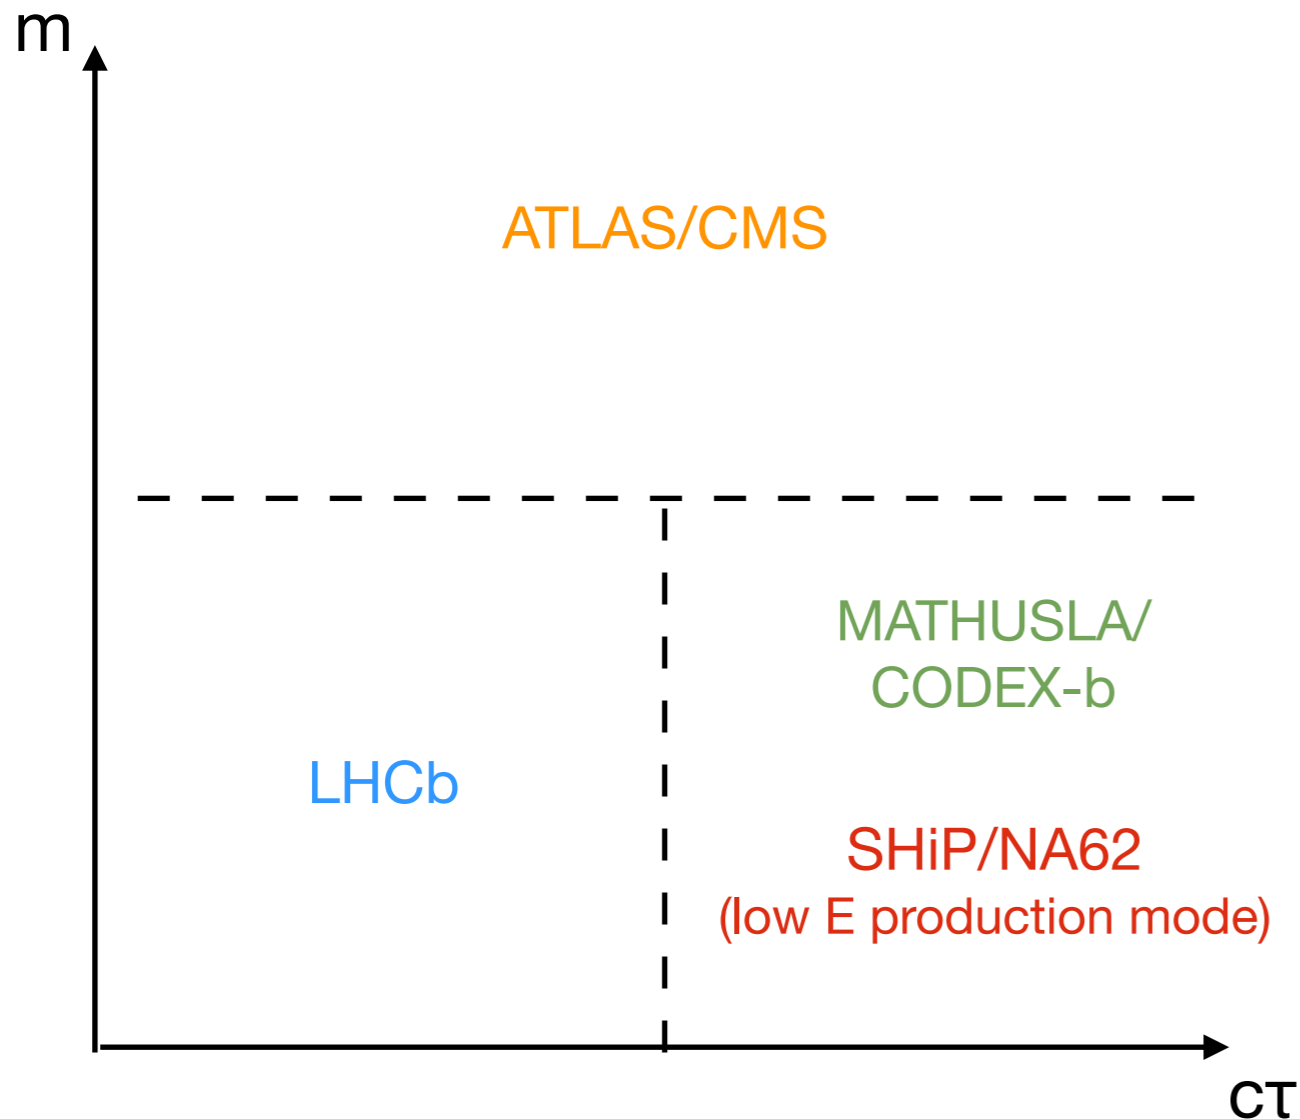 m
ATLAS/CMS
MATHUSLA/
CODEX-b
LHCb
SHiP/NA62
(low E production mode)
cτ